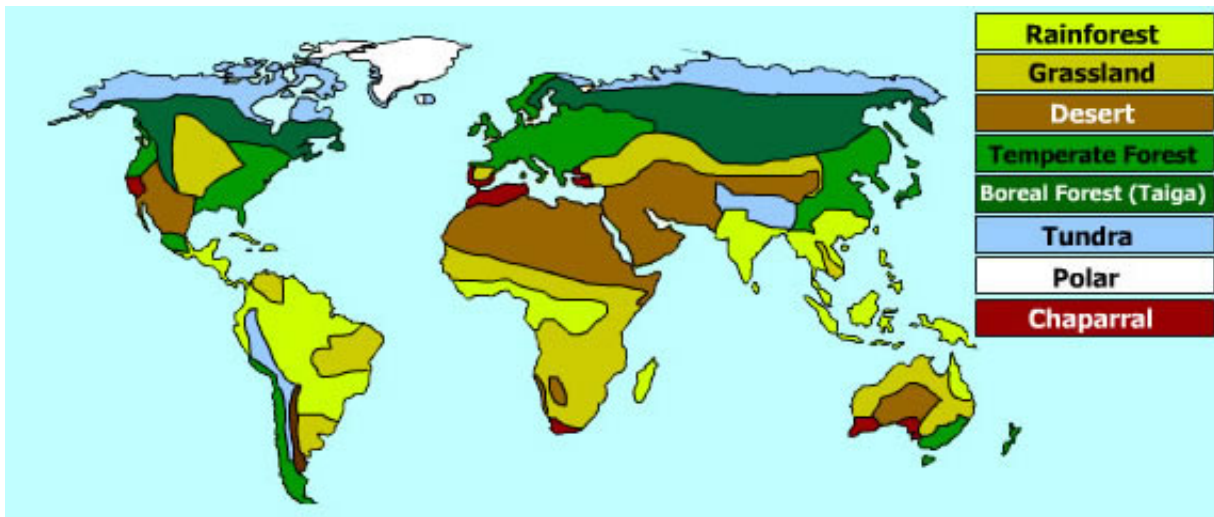 Rainforest
Grassland
Desert
Temperate Forest
Boreal Forest (Taiga)
Tundra
Polar
Chaparral